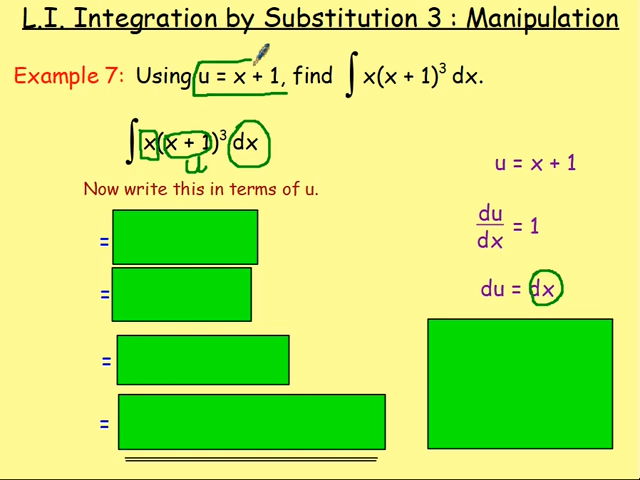 L.I. Integration by Substitution 3 : Manipulation
Example 7: Using u = x + 1, find ∫ x(x + 1)³ dx.
∫ x(x + 1)³ dx
u
Now write this in terms of u.
=
=
=
=
u = x + 1
du/dx = 1
du = dx